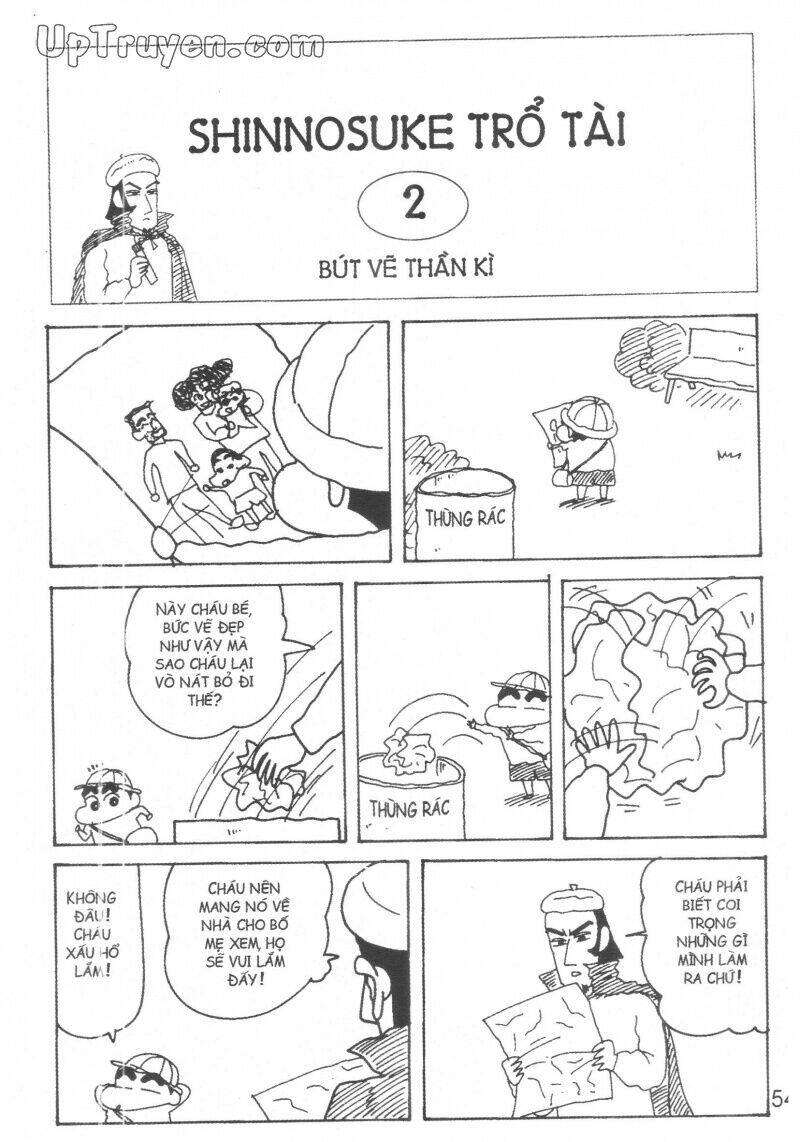 UpTruyen.com
SHINNOSUKE TRỔ TÀI
2
BÚT VẼ THẦN KÌ
THÙNG RÁC
THÙNG RÁC
NÀY CHÁU BÉ,
BỨC VẼ ĐẸP
NHƯ VẬY MÀ
SAO CHÁU LẠI
VÒ NÁT BỎ ĐI
THẾ?
CHÁU PHẢI
BIẾT COI
TRỌNG
NHỮNG GÌ
MÌNH LÀM
RA CHỨ!
CHÁU NÊN
MANG NÓ VỀ
NHÀ CHO BỐ
MẸ XEM, HỌ
SẼ VUI LẮM
ĐẤY!
KHÔNG
ĐÂU!
CHÁU
XẤU HỔ
LẮM!
54